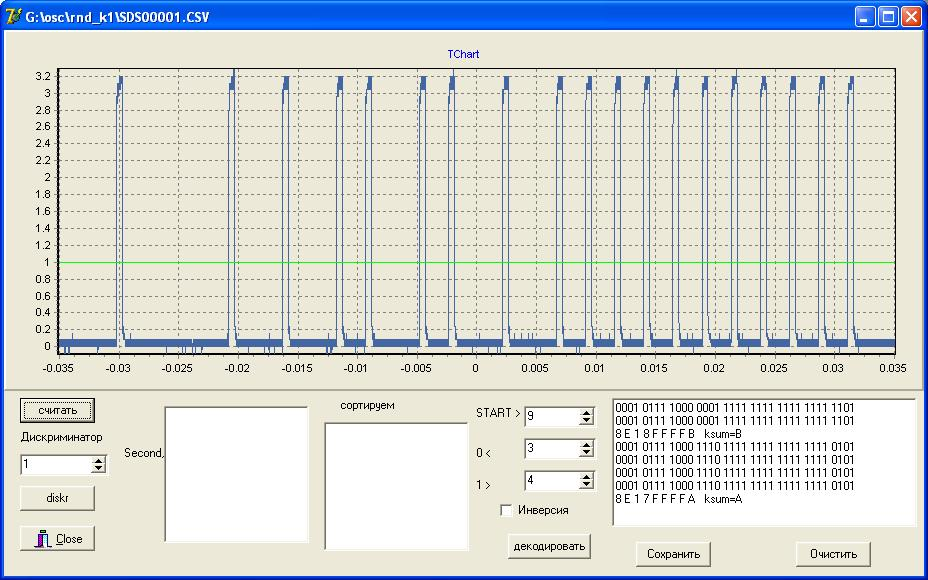 G:\osc\rnd_k1\SDS00001.CSV
TChart
3.2
3
2.8
2.6
2.4
2.2
2
1.8
1.6
1.4
1.2
1
0.8
0.6
0.4
0.2
0
-0.035 -0.03 -0.025 -0.02 -0.015 -0.01 -0.005 0 0.005 0.01 0.015 0.02 0.025 0.03 0.035
считать
Дискриминатор
1
diskr
Close
Second,
сортируем
START > 9
0 < 3
1 > 4
Инверсия
декодировать
0001 0111 1000 0001 1111 1111 1111 1111 1101
0001 0111 1000 0001 1111 1111 1111 1111 1101
8 E 1 8 F F F F B ksum=B
0001 0111 1000 1110 1111 1111 1111 1111 0101
0001 0111 1000 1110 1111 1111 1111 1111 0101
0001 0111 1000 1110 1111 1111 1111 1111 0101
0001 0111 1000 1110 1111 1111 1111 1111 0101
8 E 1 7 F F F F A ksum=A
Сохранить
Очистить